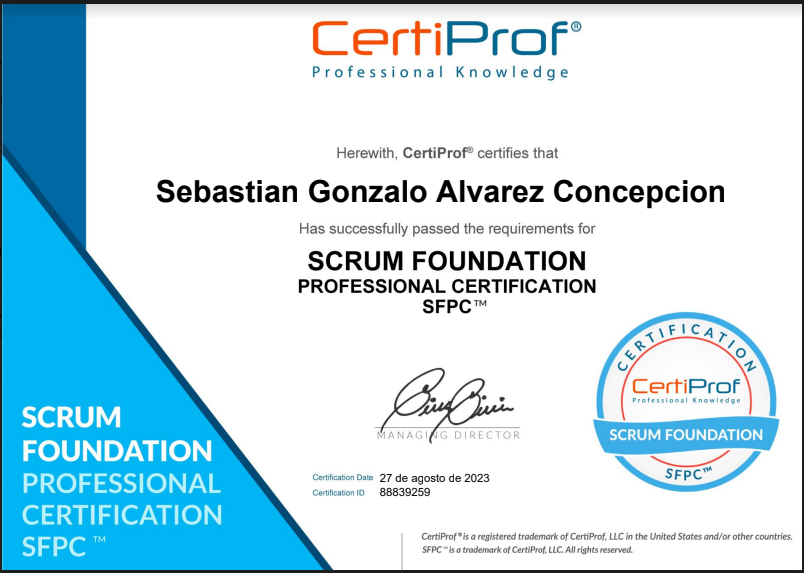 CertiProf®
Professional Knowledge
Herewith, CertiProf® certifies that
Sebastian Gonzalo Alvarez Concepcion
Has successfully passed the requirements for
SCRUM FOUNDATION
PROFESSIONAL CERTIFICATION
SFPC™
MANAGING DIRECTOR
Certification Date 27 de agosto de 2023
Certification ID 88839259
SCRUM
FOUNDATION
PROFESSIONAL
CERTIFICATION
SFPC ™
CERTIFICATION
CertiProf
Professional Knowledge
SCRUM FOUNDATION
SFPC™
CertiProf® is a registered trademark of CertiProf, LLC in the United States and/or other countries.
SFPC™ is a trademark of CertiProf, LLC. All rights reserved.